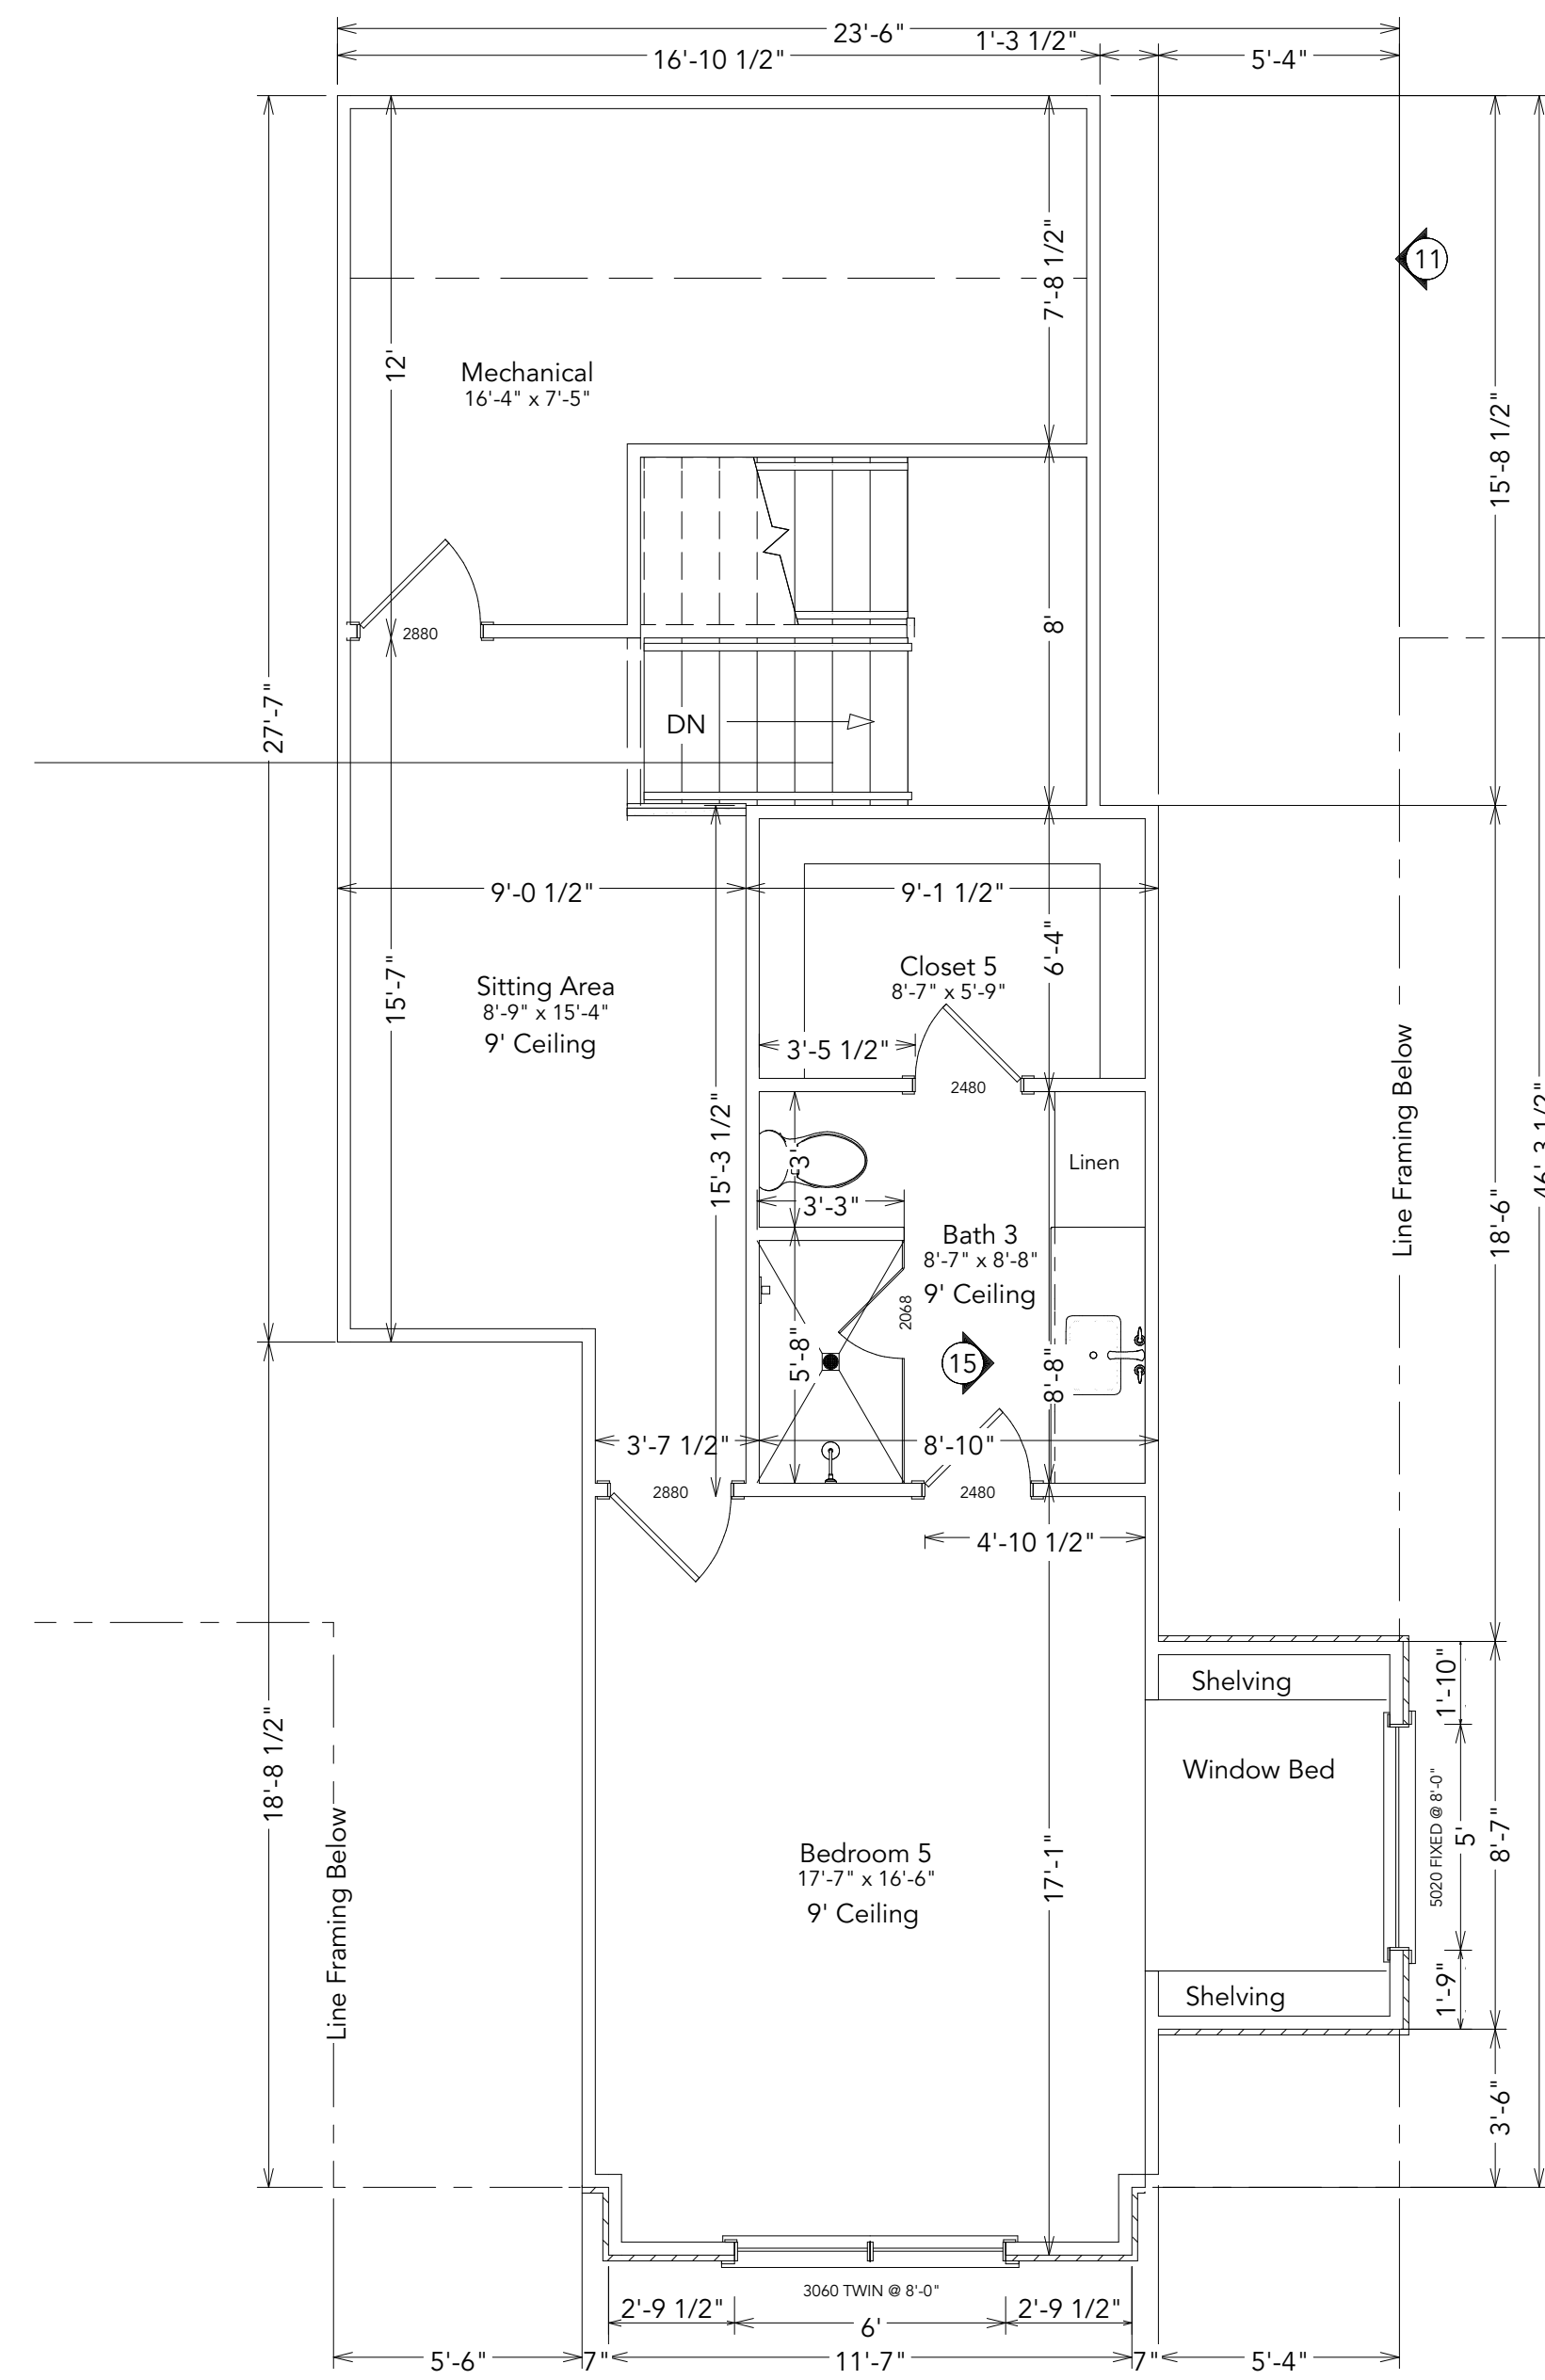 23'-6"
1'-3 1/2"
16'-10 1/2"
5'-4"
7'-8 1/2"
11
12'
Mechanical
16'-4" x 7'-5"
15'-8 1/2"
8'
2880
27'-7"
DN
9'-0 1/2"
9'-1 1/2"
6'-4"
Closet 5
8'-7" x 5'-9"
Sitting Area
8'-9" x 15'-4"
9' Ceiling
15'-7"
3'-5 1/2"
2480
Line Framing Below
46'-3 1/2"
15'-3 1/2"
3'
Linen
3'-3"
18'-6"
Bath 3
8'-7" x 8'-8"
9' Ceiling
2068
5'-8"
15
8'-8"
3'-7 1/2"
8'-10"
2880
2480
4'-10 1/2"
Shelving
1'-10"
18'-8 1/2"
Window Bed
5020 FIXED @ 8'-0"
5'
8'-7"
Bedroom 5
17'-7" x 16'-6"
9' Ceiling
17'-1"
Line Framing Below
Shelving
1'-9"
3'-6"
3060 TWIN @ 8'-0"
2'-9 1/2"
6'
2'-9 1/2"
5'-6"
7"
11'-7"
7"
5'-4"